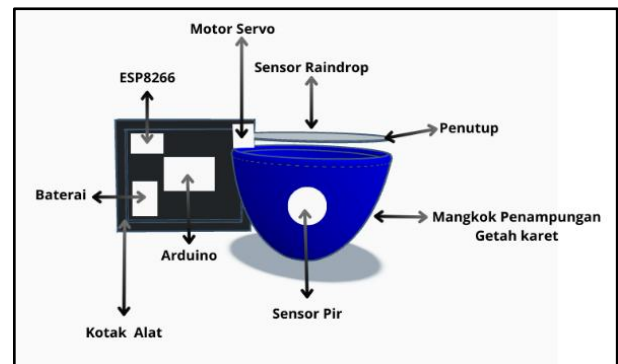 Motor Servo
Sensor Raindrop
ESP8266
Penutup
Baterai
Mangkok Penampungan
Getah karet
Arduino
Sensor Pir
Kotak Alat